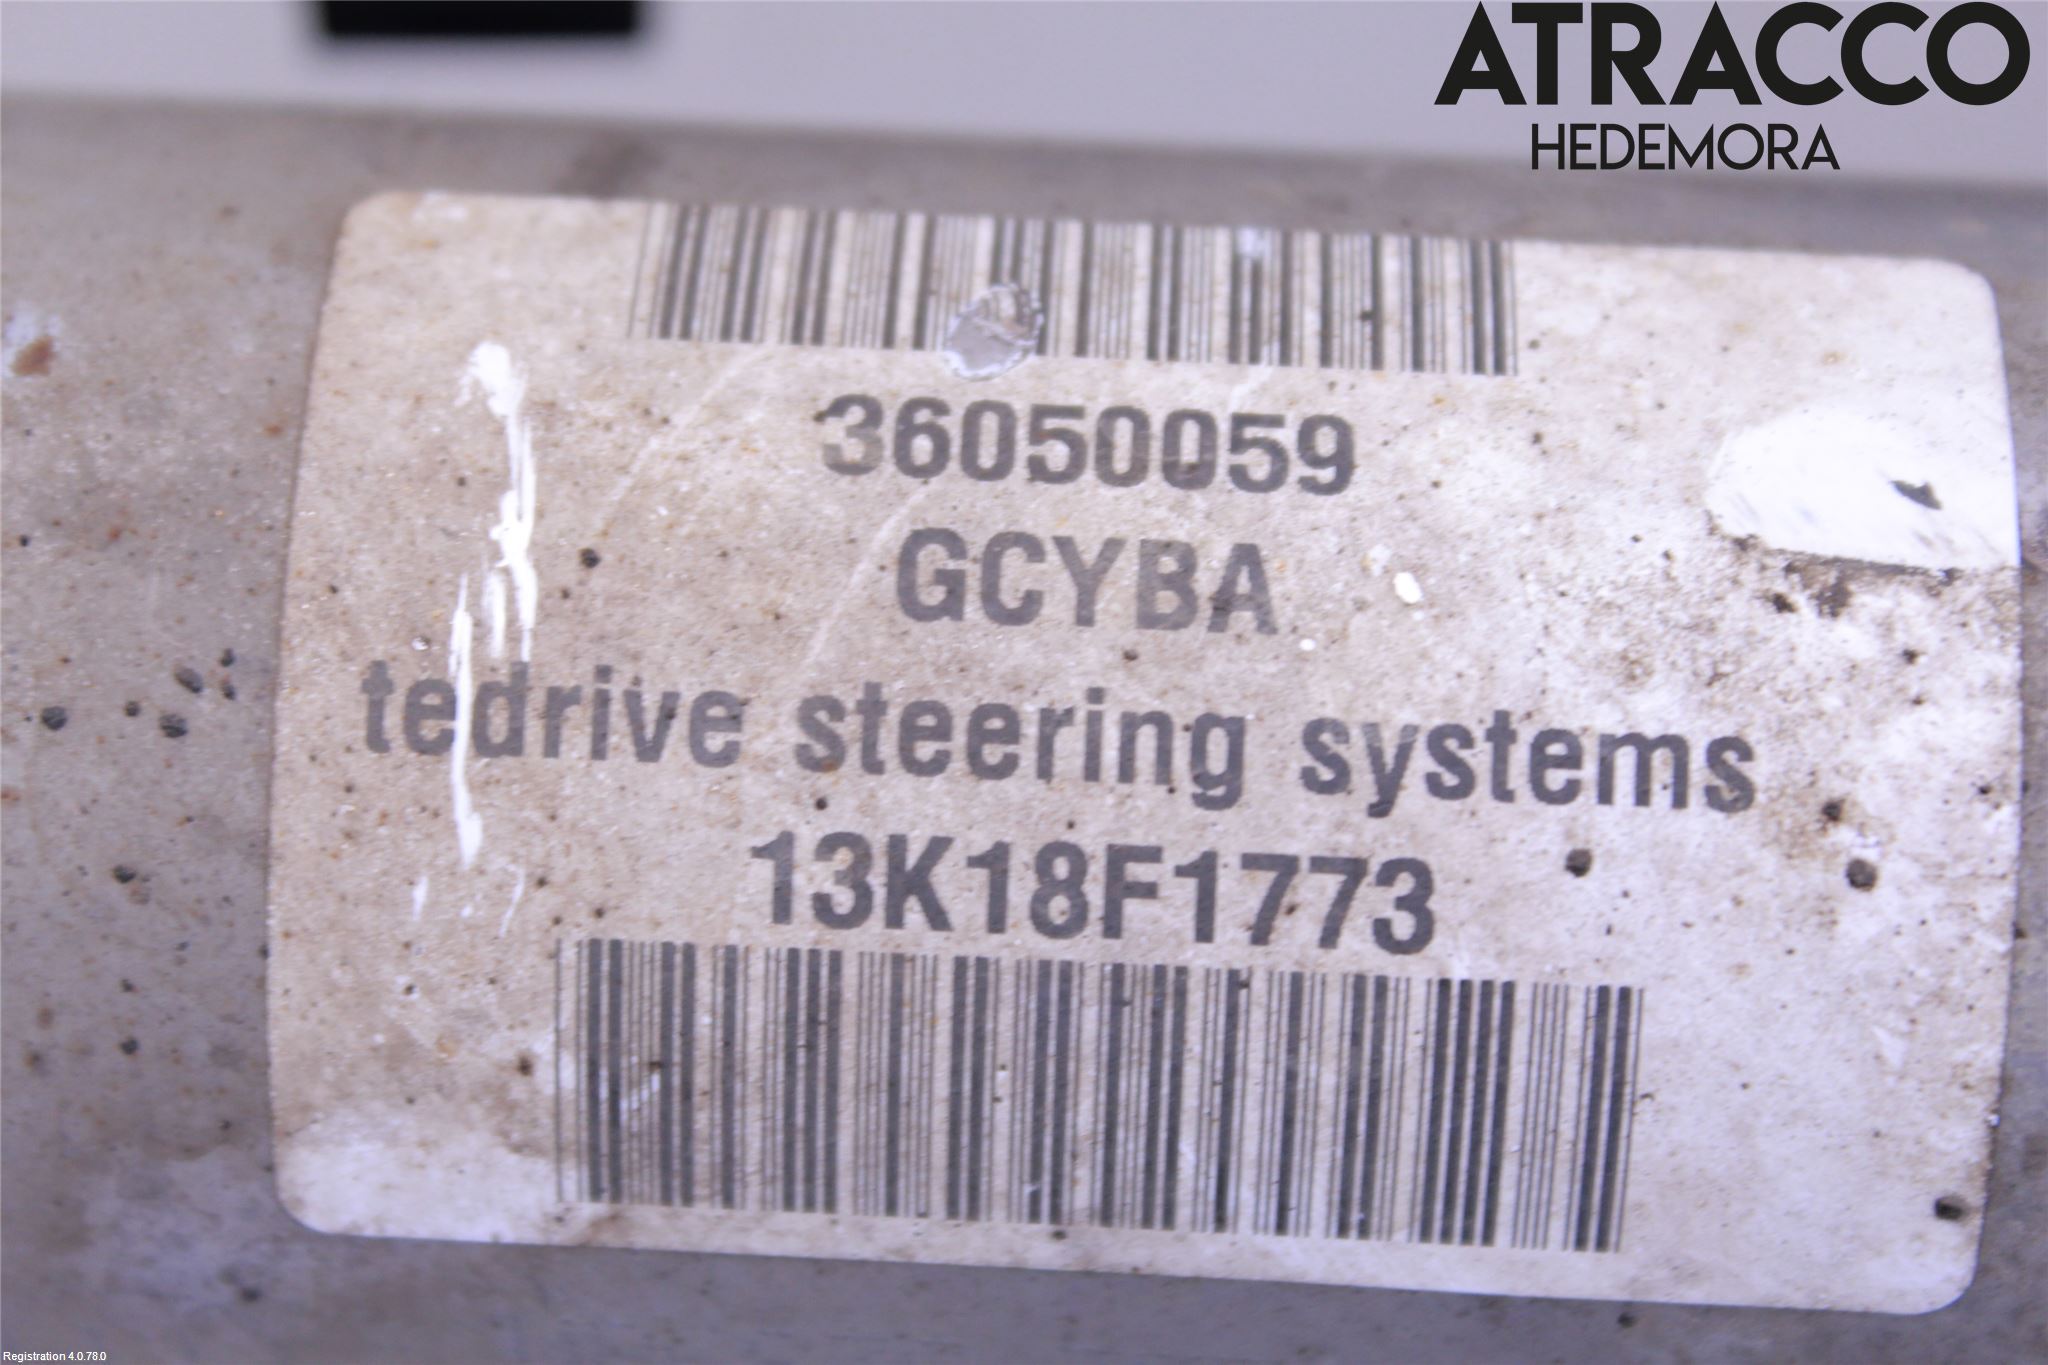 ATRACCO
HEDEMORA
36050059
GCYBA
tedrive steering systems
13K18F1773
Registration 4.0.78.0